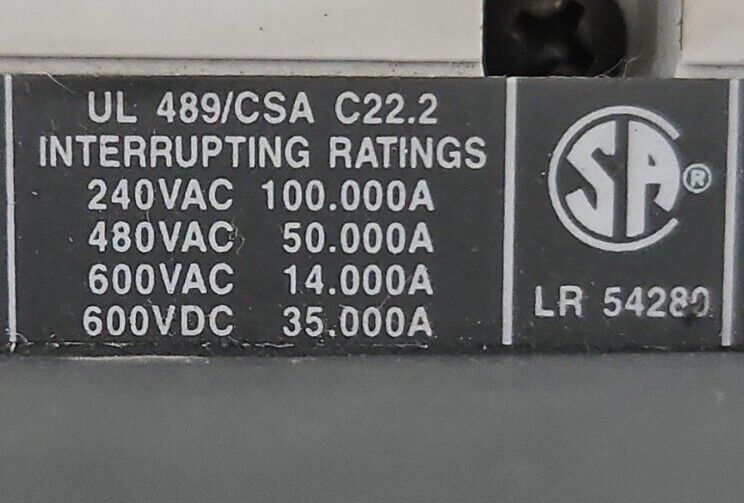 UL 489/CSA C22.2
INTERRUPTING RATINGS
240VAC 100.000A
480VAC 50.000A
600VAC 14.000A
600VDC 35.000A
SA ®
LR 54280